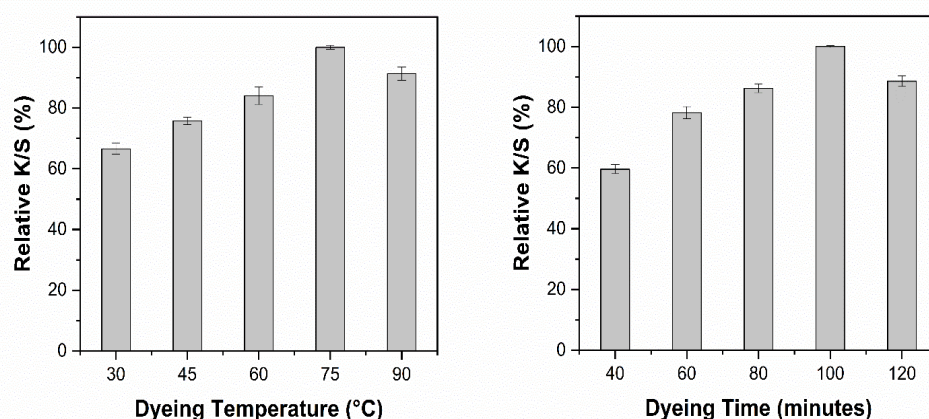 Relative K/S (%)
100
80
60
40
20
0
30 45 60 75 90
Dyeing Temperature (°C)
Relative K/S (%)
100
80
60
40
20
0
40 60 80 100 120
Dyeing Time (minutes)